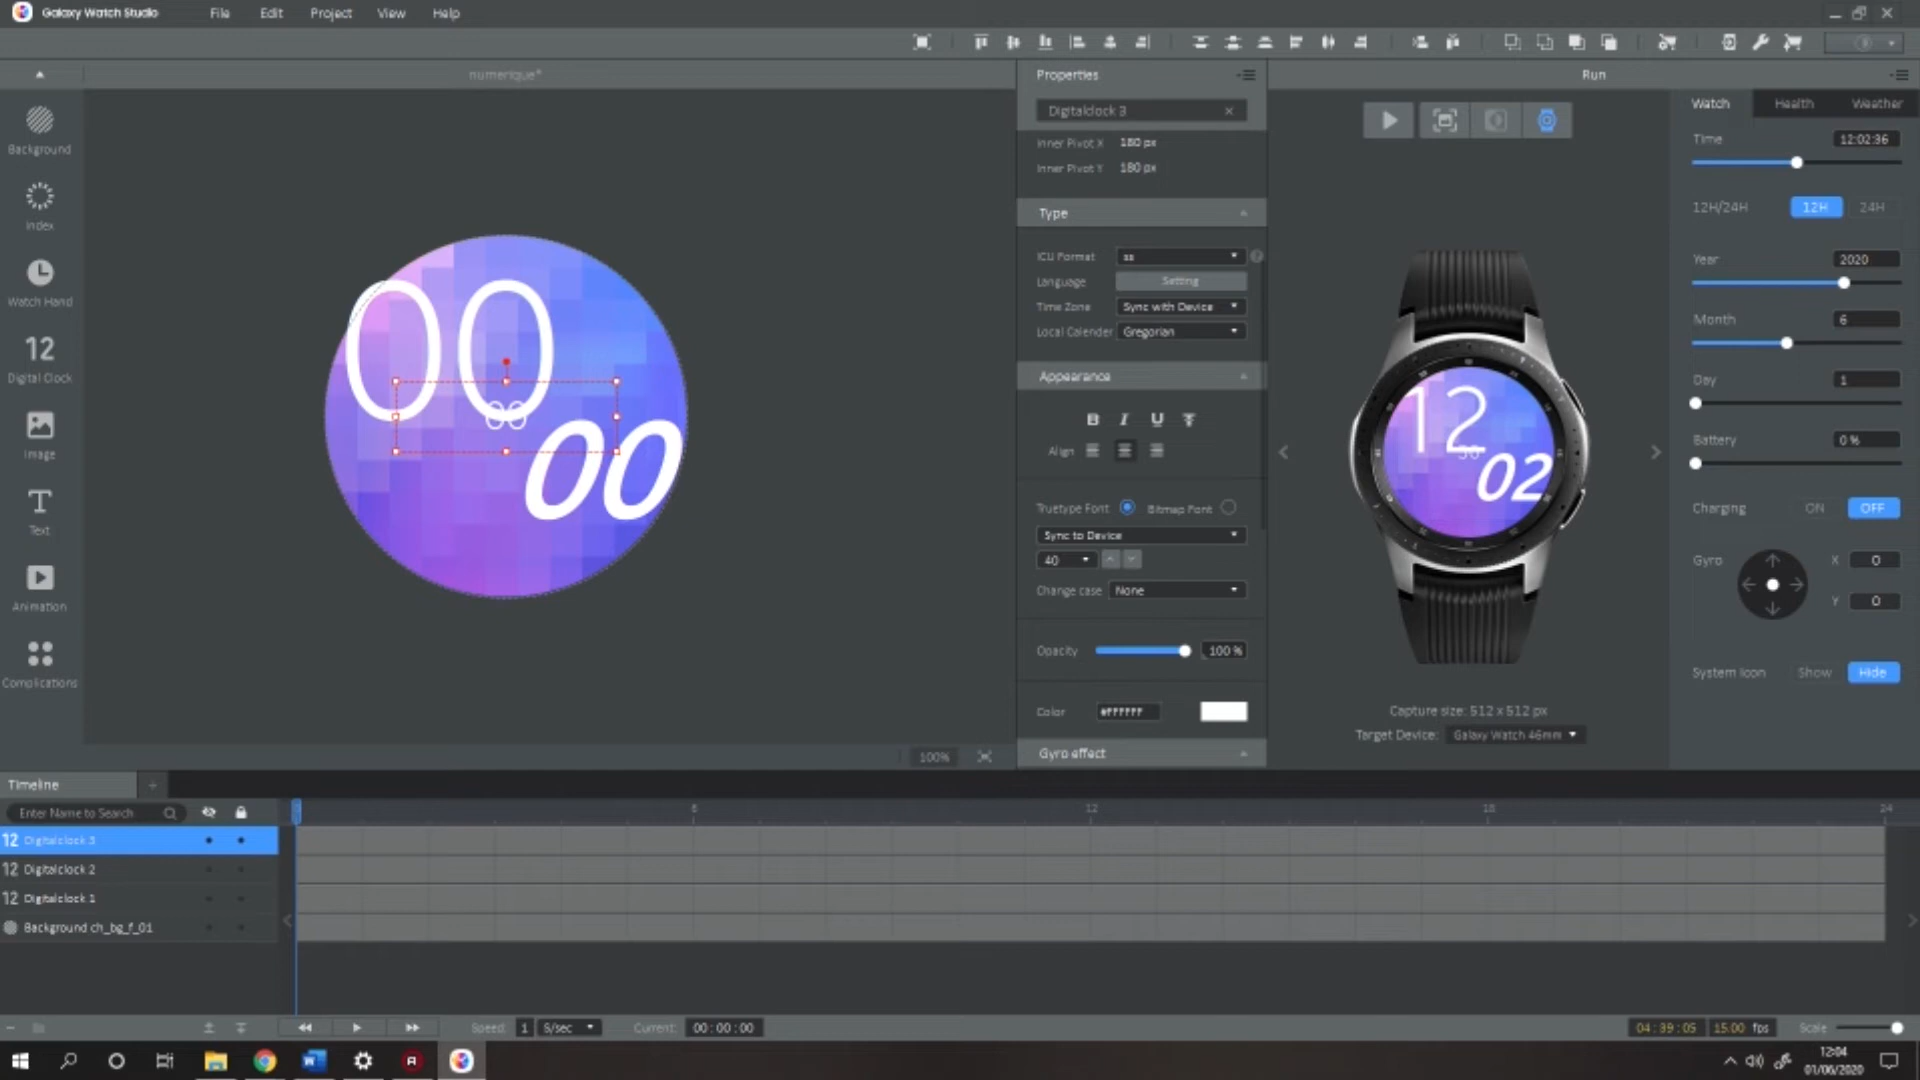 Galaxy Watch Studio File Edit Project View Help
numerique*
Properties
Run
Digitalclock 3
Watch Health Weather
Background
Inner Pivot X 180 px
Time 12:02:36
Inner Pivot Y 180 px
Type
12H/24H 12H 24H
Index
ICU Format ss
Year 2020
Language Setting
Watch Hand
Time Zone Sync with Device
Local Calender Gregorian
Month 6
12
Digital Clock
00
Appearance
Day 1
B I U T
00
Align
Battery 0 %
Image
00
12
36
02
Truetype Font Bitmap Font
Charging ON OFF
Text
Sync to Device
40
Gyro X 0
Y 0
Change case None
Animation
Opacity 100 %
System Icon Show Hide
Complications
Color #FFFFFF
Capture size: 512 x 512 px
Target Device: Galaxy Watch 46mm
Gyro effect
100%
Timeline +
Enter Name to Search
6 12 18 24
12 Digitalclock 3
12 Digitalclock 2
12 Digitalclock 1
Background ch_bg_f_01
Speed: 1 S/sec Current: 00:00:00
04:39:05 15.00 fps Scale
12:04
01/06/2020